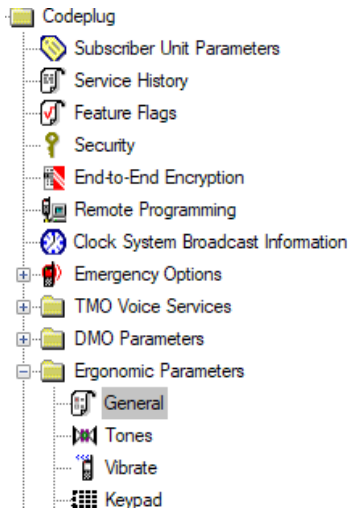 Codeplug
Subscriber Unit Parameters
Service History
Feature Flags
Security
End-to-End Encryption
Remote Programming
Clock System Broadcast Information
Emergency Options
TMO Voice Services
DMO Parameters
Ergonomic Parameters
General
Tones
Vibrate
Keypad